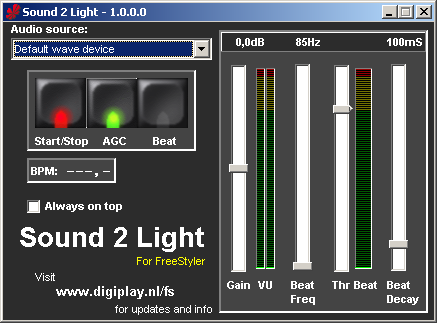 Sound 2 Light - 1.0.0.0
Audio source:
Default wave device
Start/Stop AGC Beat
BPM: ---,-
Always on top
Sound 2 Light
For FreeStyler
Visit
www.digiplay.nl/fs
for updates and info
0,0dB 85Hz 100mS
Gain VU Beat Freq Thr Beat Beat Decay